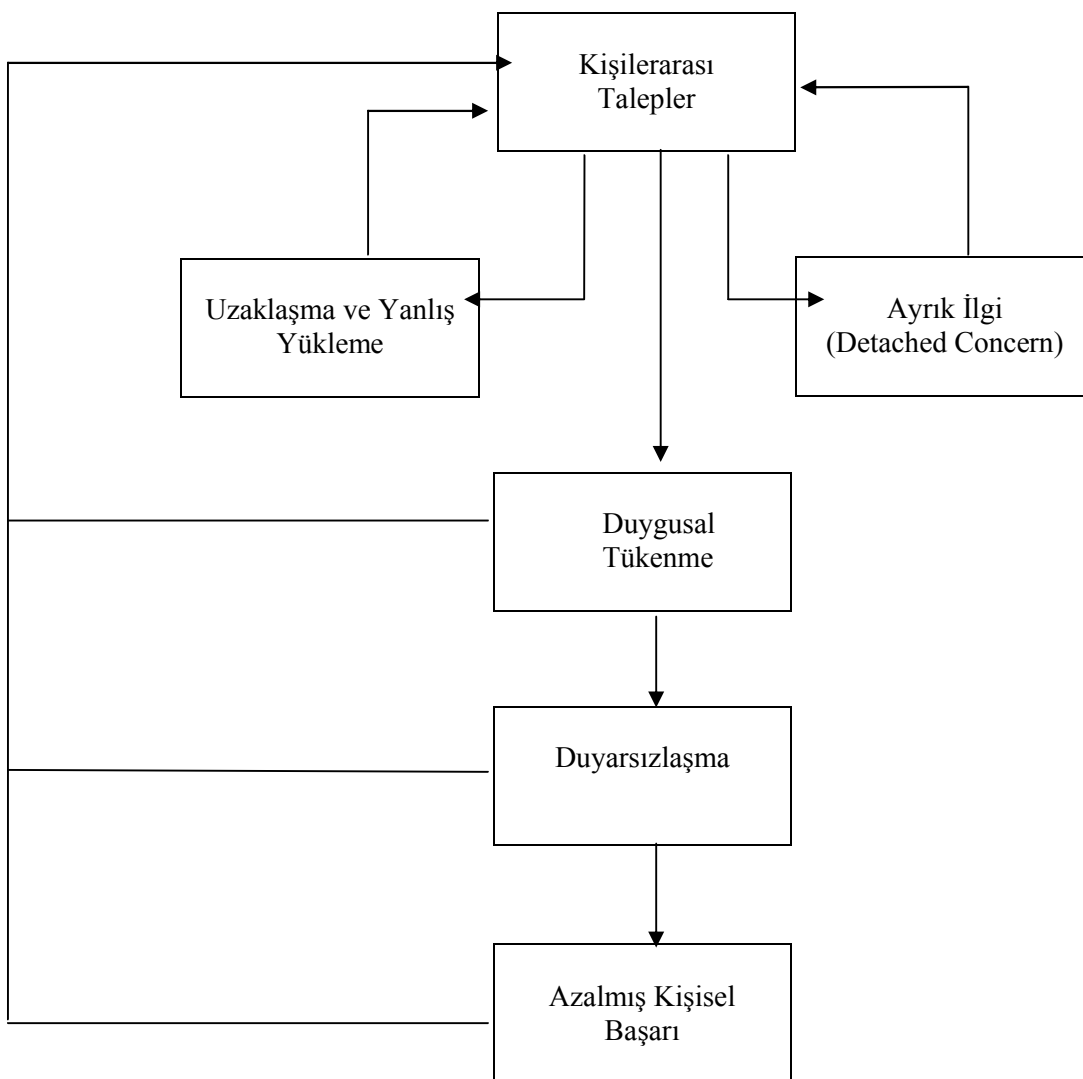 Kişilerarası
Talepler
Uzaklaşma ve Yanlış
Yükleme
Ayrık İlgi
(Detached Concern)
Duygusal
Tükenme
Duyarsızlaşma
Azalmış Kişisel
Başarı